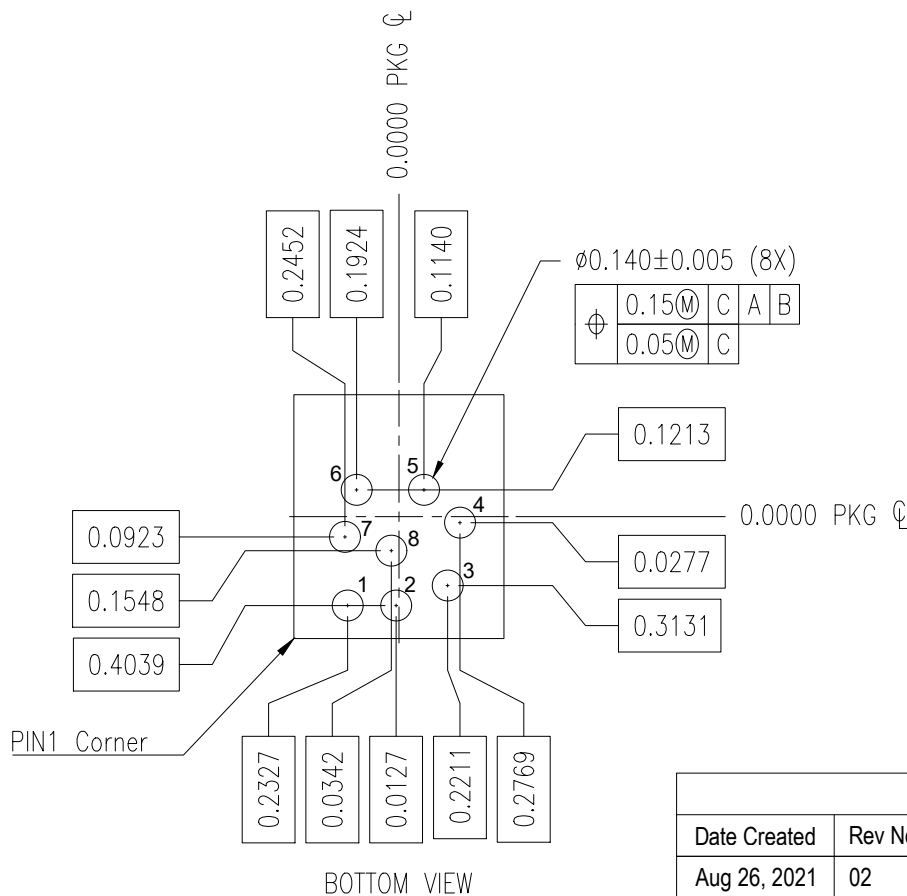 0.0000 PKG ℄
0.2452
0.1924
0.1140
⌀0.140±0.005 (8X)
⌖ 0.15Ⓜ C A B
0.05Ⓜ C
0.1213
6
5
4
0.0000 PKG ℄
0.0923
7
8
0.0277
0.1548
3
1
2
0.3131
0.4039
PIN1 Corner
0.2327
0.0342
0.0127
0.2211
0.2769
BOTTOM VIEW
Date Created
Aug 26, 2021 02